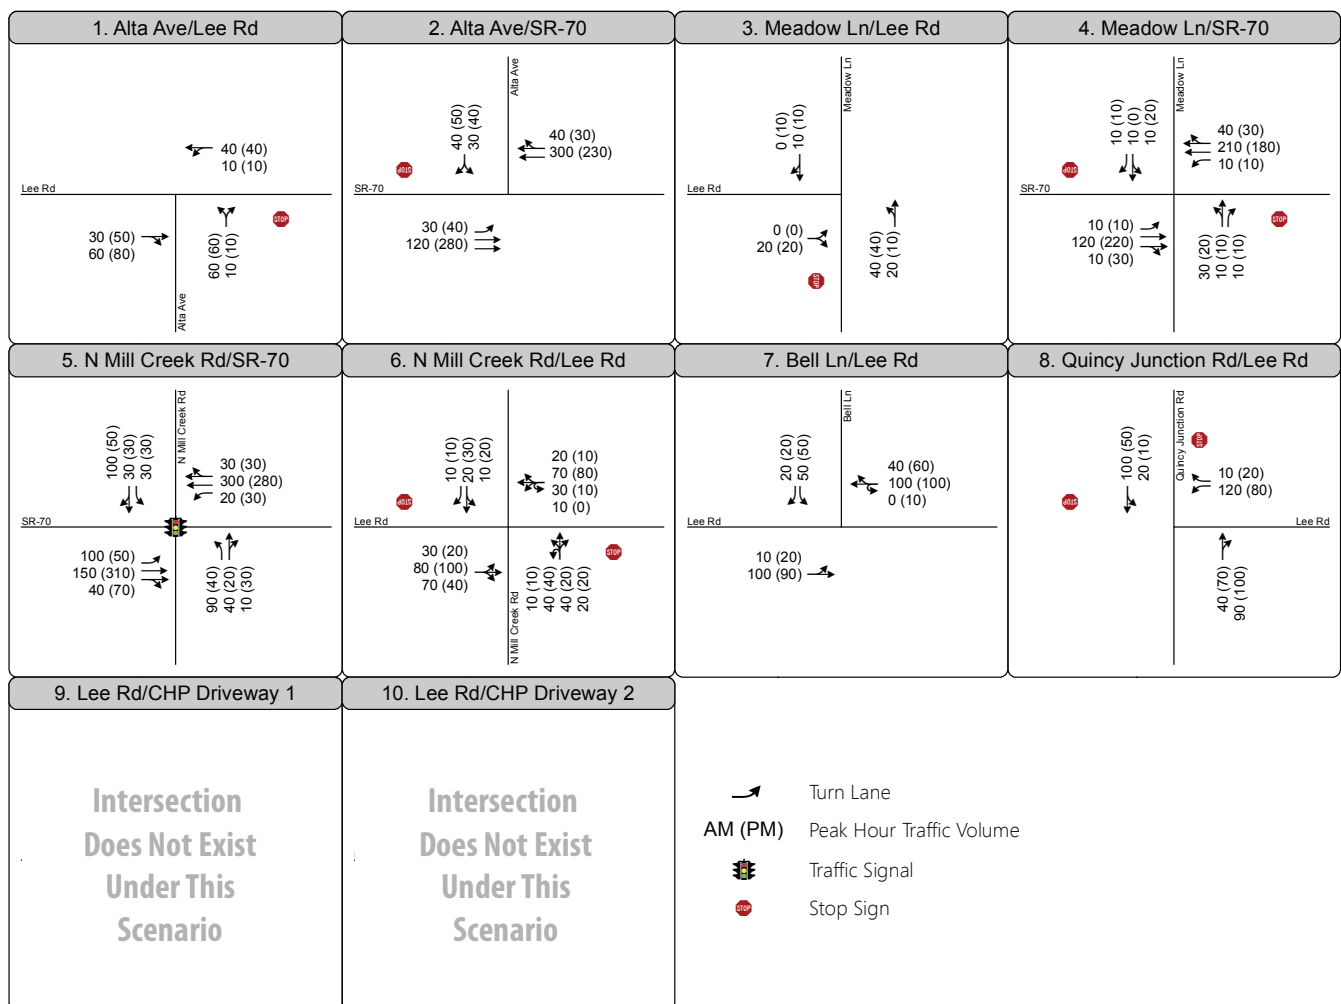 1. Alta Ave/Lee Rd
40 (40)
10 (10)
Lee Rd
STOP
30 (50)
60 (80)
60 (60)
10 (10)
Alta Ave
2. Alta Ave/SR-70
Alta Ave
40 (50)
30 (40)
40 (30)
300 (230)
STOP
SR-70
30 (40)
120 (280)
3. Meadow Ln/Lee Rd
Meadow Ln
0 (10)
10 (10)
Lee Rd
0 (0)
20 (20)
STOP
40 (40)
20 (10)
4. Meadow Ln/SR-70
Meadow Ln
10 (10)
10 (0)
10 (20)
40 (30)
210 (180)
10 (10)
STOP
SR-70
10 (10)
120 (220)
10 (30)
30 (20)
10 (10)
10 (10)
STOP
5. N Mill Creek Rd/SR-70
N Mill Creek Rd
100 (50)
30 (30)
30 (30)
30 (30)
300 (280)
20 (30)
SR-70
100 (50)
150 (310)
40 (70)
90 (40)
40 (20)
10 (30)
6. N Mill Creek Rd/Lee Rd
10 (10)
20 (30)
10 (20)
20 (10)
70 (80)
30 (10)
10 (0)
STOP
Lee Rd
30 (20)
80 (100)
70 (40)
10 (10)
40 (40)
40 (20)
20 (20)
STOP
N Mill Creek Rd
7. Bell Ln/Lee Rd
Bell Ln
20 (20)
50 (50)
40 (60)
100 (100)
0 (10)
Lee Rd
10 (20)
100 (90)
8. Quincy Junction Rd/Lee Rd
Quincy Junction Rd
STOP
100 (50)
20 (10)
10 (20)
120 (80)
STOP
Lee Rd
40 (70)
90 (100)
9. Lee Rd/CHP Driveway 1
Intersection
Does Not Exist
Under This
Scenario
10. Lee Rd/CHP Driveway 2
Intersection
Does Not Exist
Under This
Scenario
Turn Lane
AM (PM) Peak Hour Traffic Volume
Traffic Signal
STOP Stop Sign